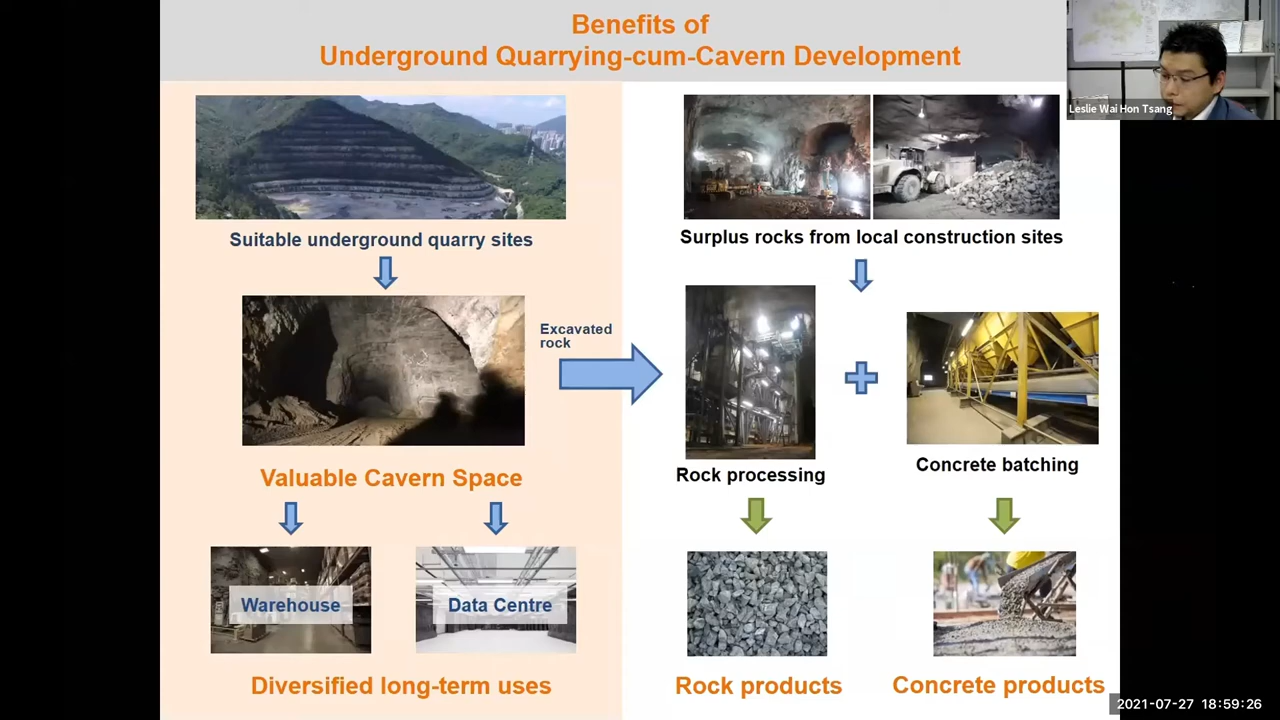 Benefits of
Underground Quarrying-cum-Cavern Development
Leslie Wai Hon Tsang
Suitable underground quarry sites
Surplus rocks from local construction sites
Excavated
rock
Valuable Cavern Space
Rock processing
Concrete batching
Warehouse
Data Centre
Diversified long-term uses
Rock products
Concrete products
2021-07-27 18:59:26